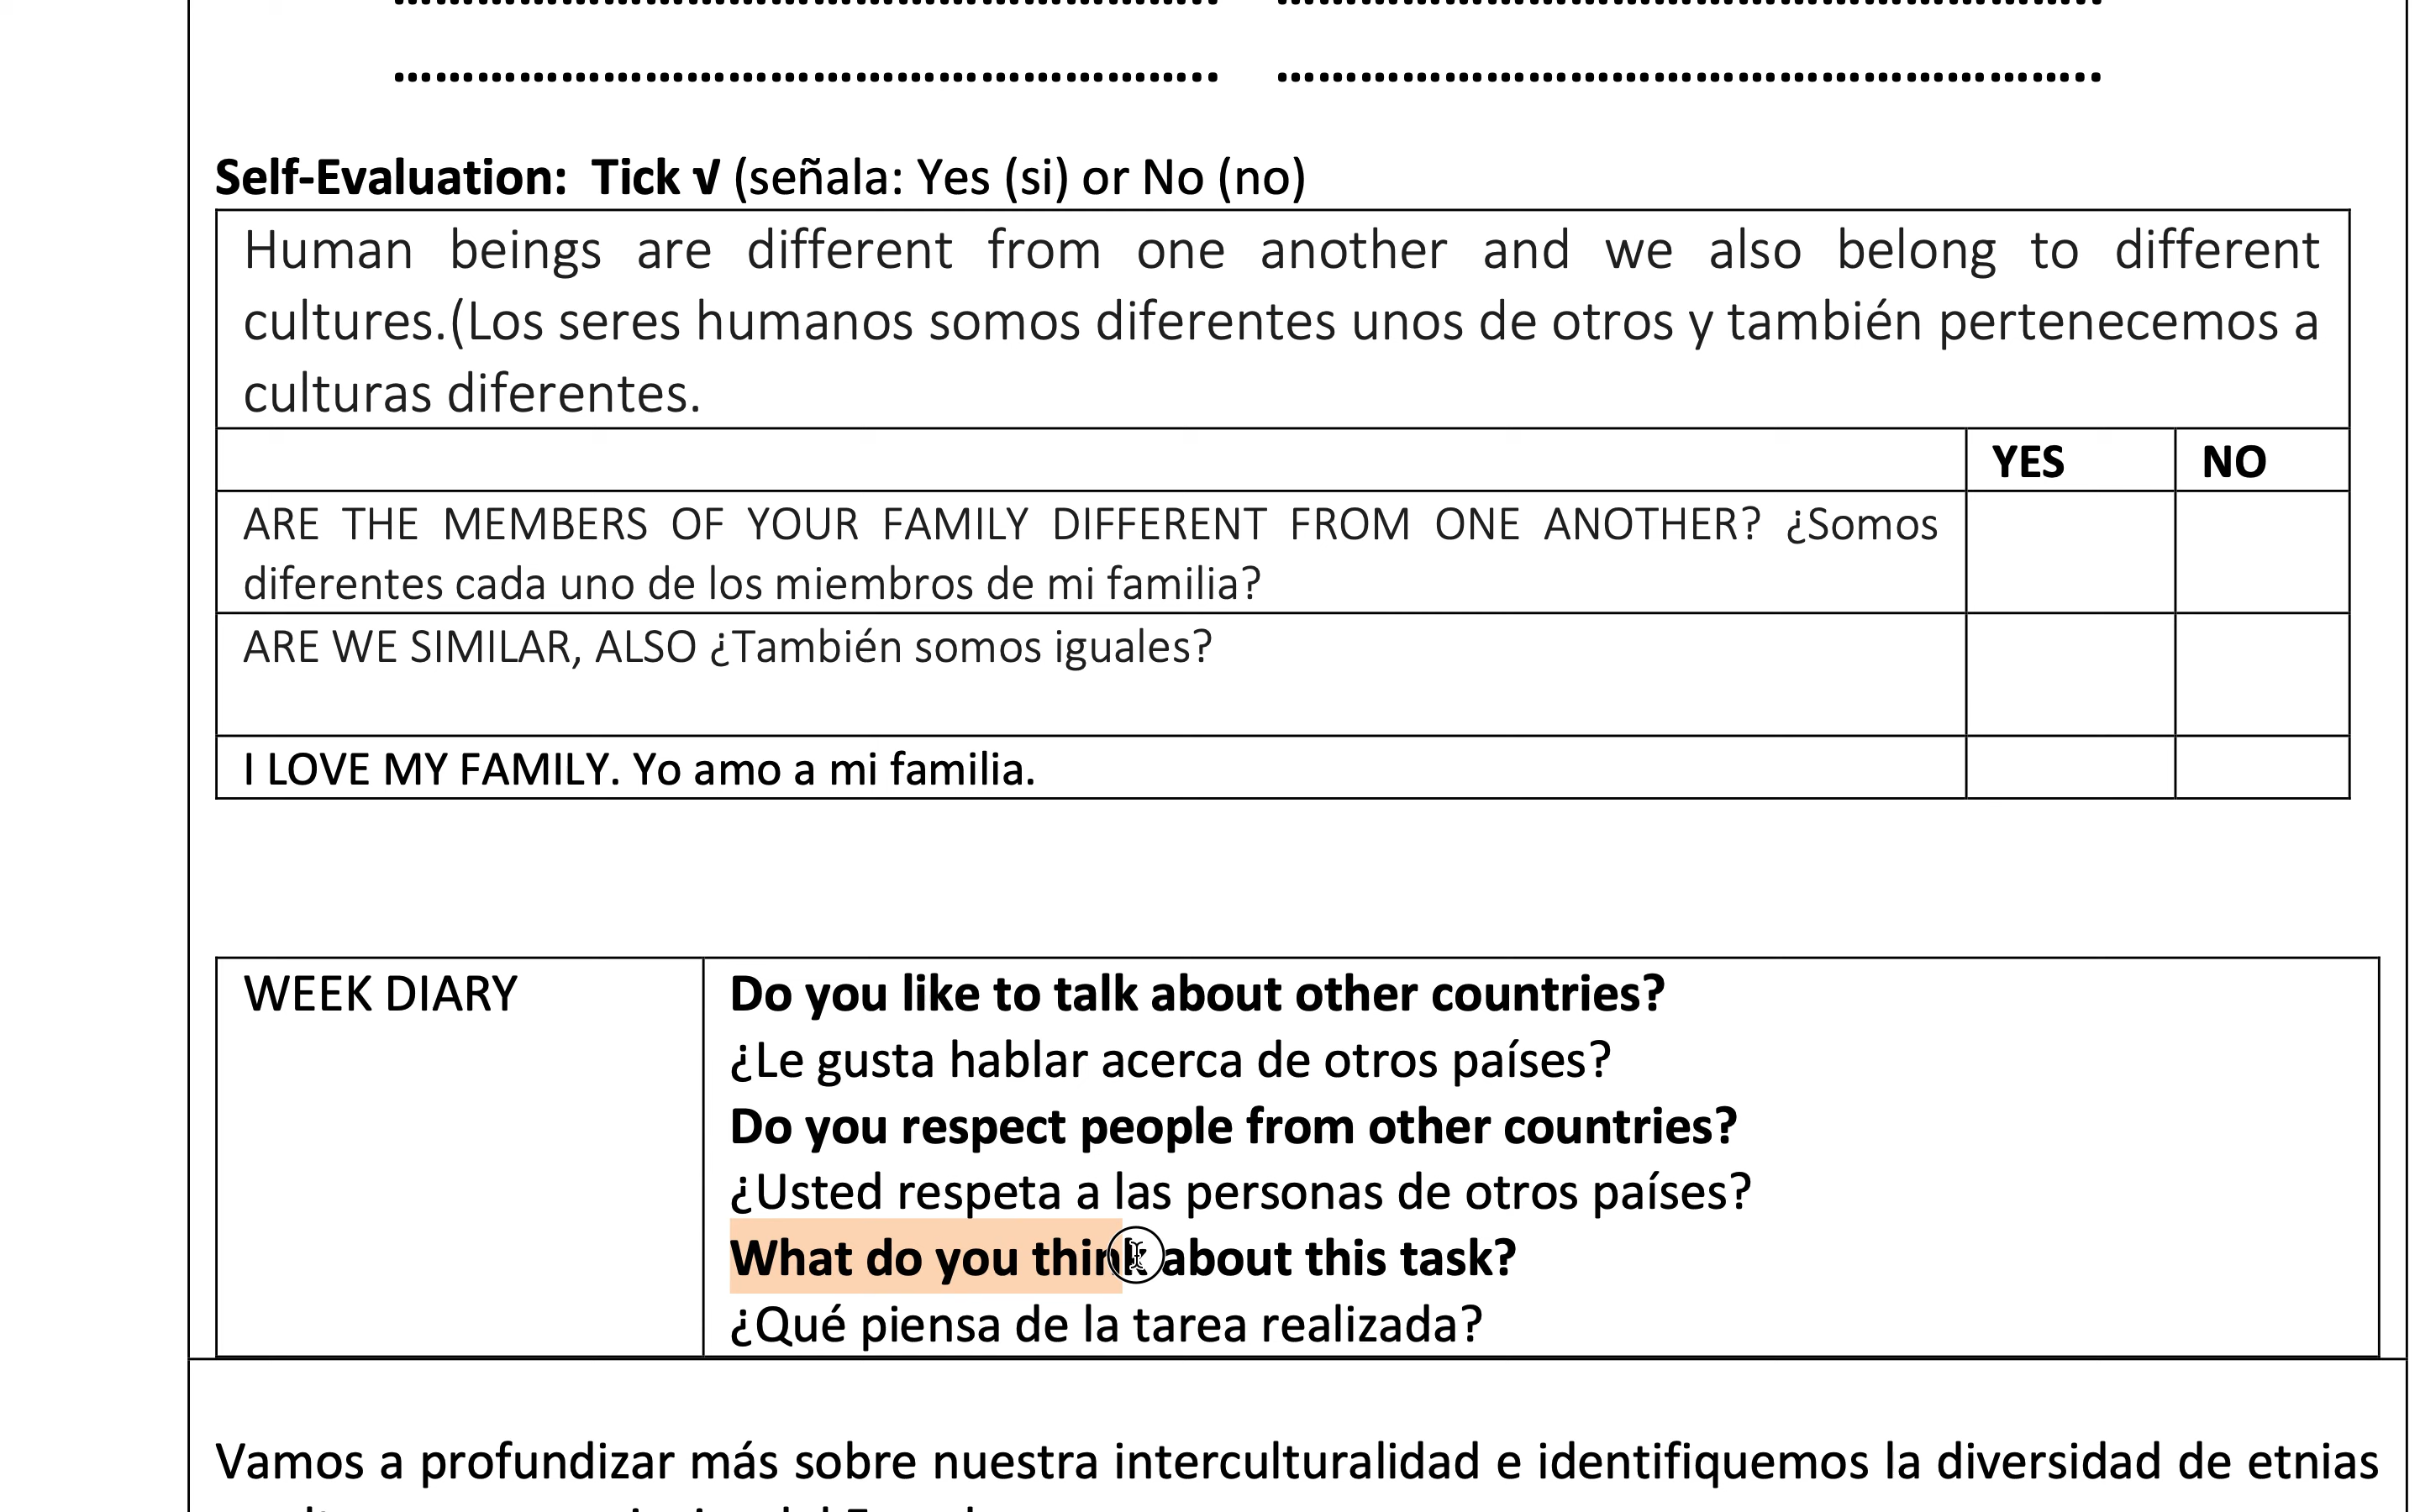 Self-Evaluation: Tick √ (señala: Yes (si) or No (no)
Human beings are different from one another and we also belong to different
cultures.(Los seres humanos somos diferentes unos de otros y también pertenecemos a
culturas diferentes.
YES NO
ARE THE MEMBERS OF YOUR FAMILY DIFFERENT FROM ONE ANOTHER? ¿Somos
diferentes cada uno de los miembros de mi familia?
ARE WE SIMILAR, ALSO ¿También somos iguales?
I LOVE MY FAMILY. Yo amo a mi familia.
WEEK DIARY
Do you like to talk about other countries?
¿Le gusta hablar acerca de otros países?
Do you respect people from other countries?
¿Usted respeta a las personas de otros países?
What do you think about this task?
¿Qué piensa de la tarea realizada?
Vamos a profundizar más sobre nuestra interculturalidad e identifiquemos la diversidad de etnias